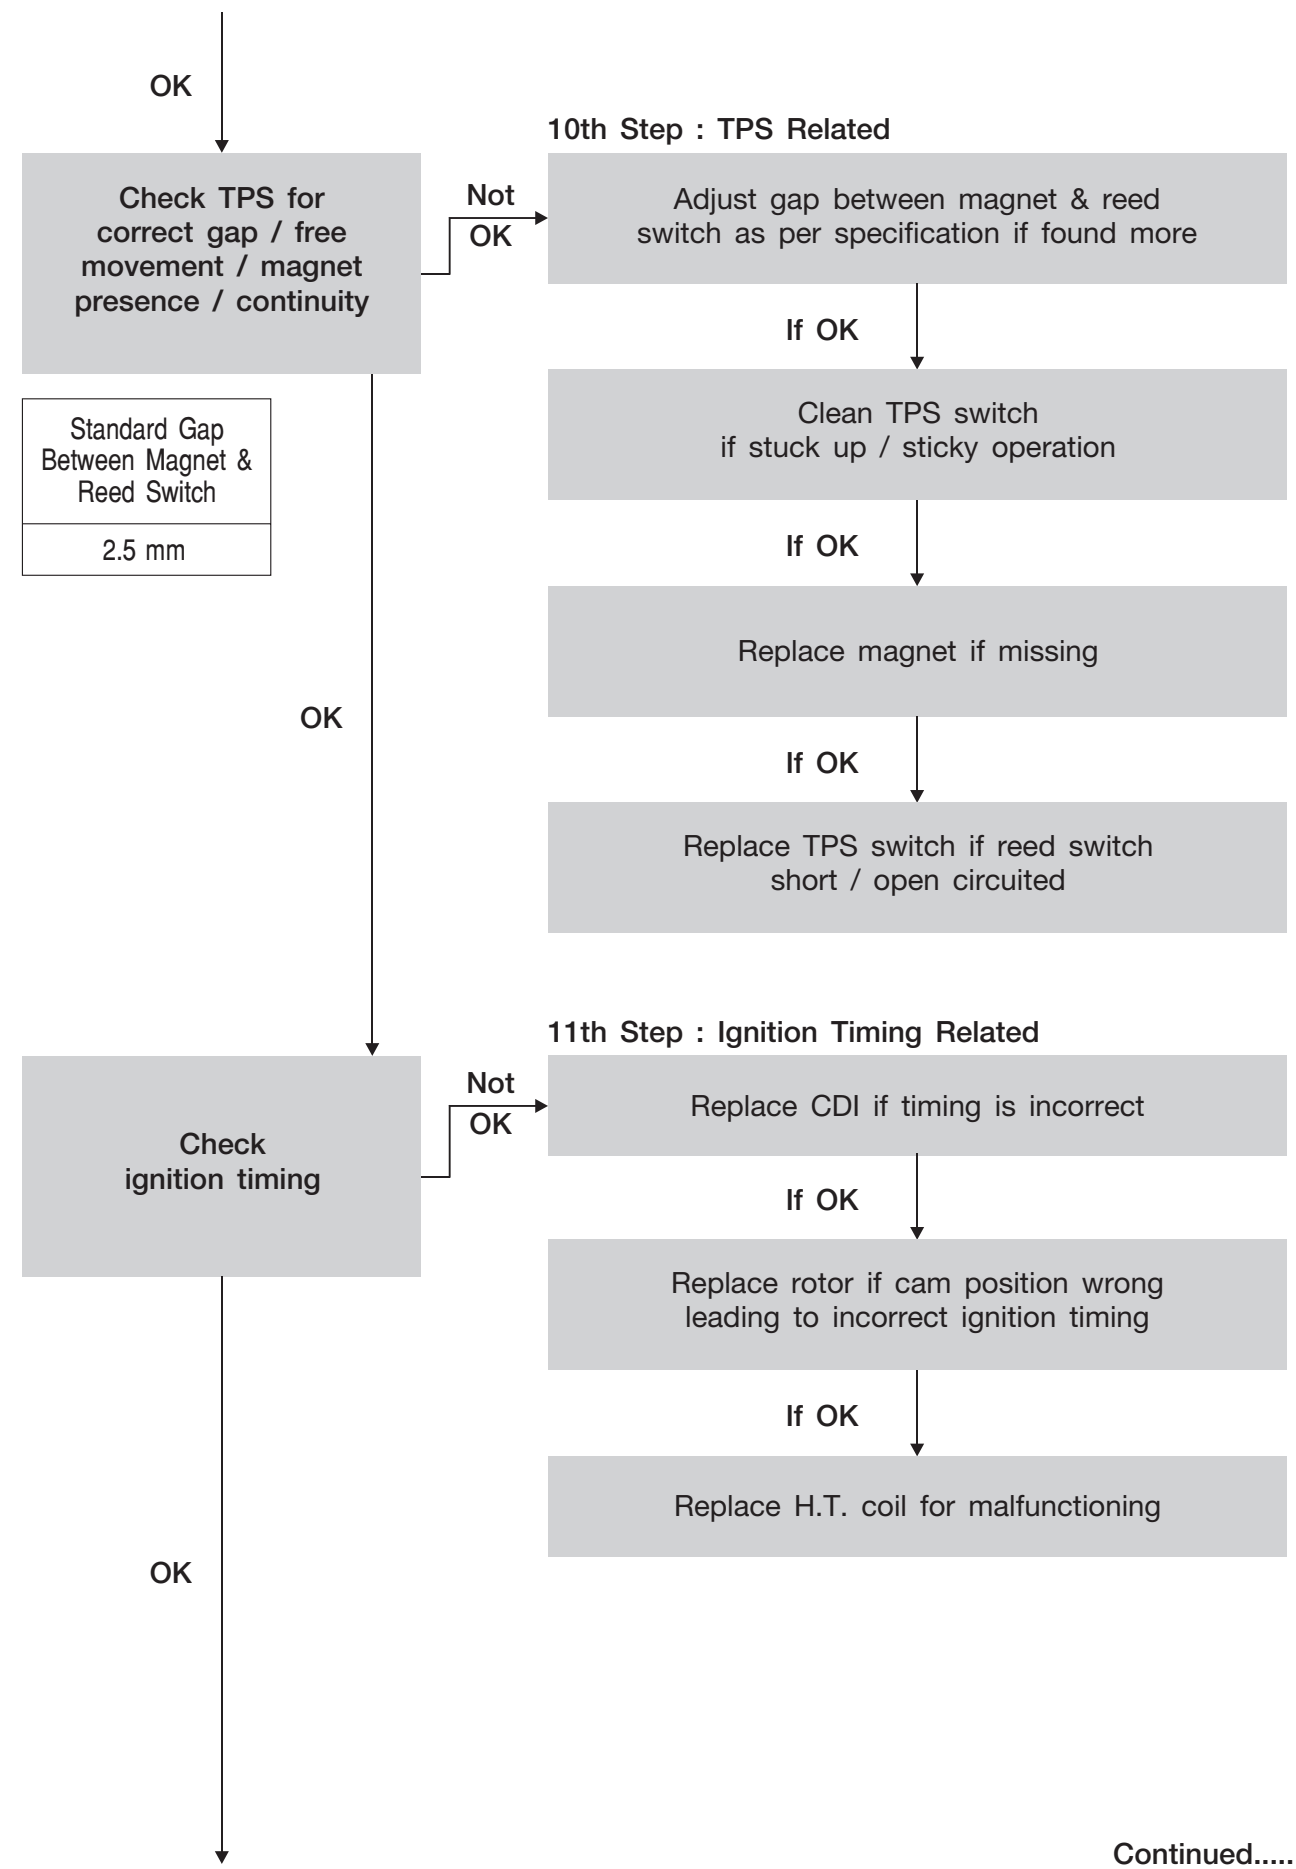 OK
10th Step : TPS Related
Check TPS for
correct gap / free
movement / magnet
presence / continuity
Not
OK
Adjust gap between magnet & reed
switch as per specification if found more
If OK
Clean TPS switch
if stuck up / sticky operation
Standard Gap
Between Magnet &
Reed Switch
2.5 mm
If OK
Replace magnet if missing
OK
If OK
Replace TPS switch if reed switch
short / open circuited
11th Step : Ignition Timing Related
Check
ignition timing
Not
OK
Replace CDI if timing is incorrect
If OK
Replace rotor if cam position wrong
leading to incorrect ignition timing
If OK
Replace H.T. coil for malfunctioning
OK
Continued.....